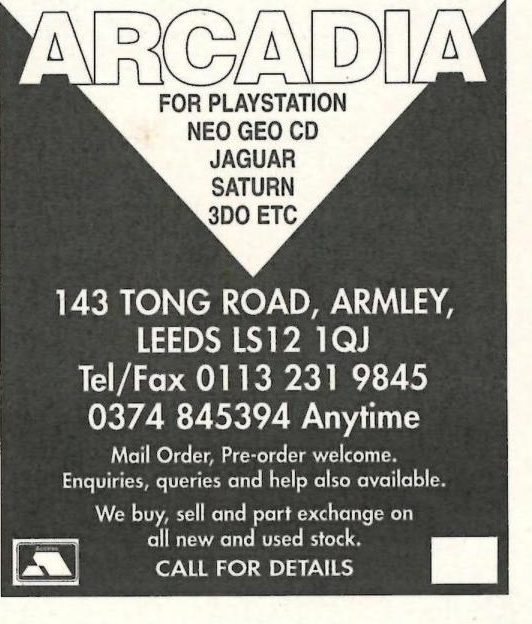 ARCADIA
FOR PLAYSTATION
NEO GEO CD
JAGUAR
SATURN
3DO ETC
143 TONG ROAD, ARMLEY,
LEEDS LS12 1QJ
Tel/Fax 0113 231 9845
0374 845394 Anytime
Mail Order, Pre-order welcome.
Enquiries, queries and help also available.
We buy, sell and part exchange on
all new and used stock.
CALL FOR DETAILS
Access